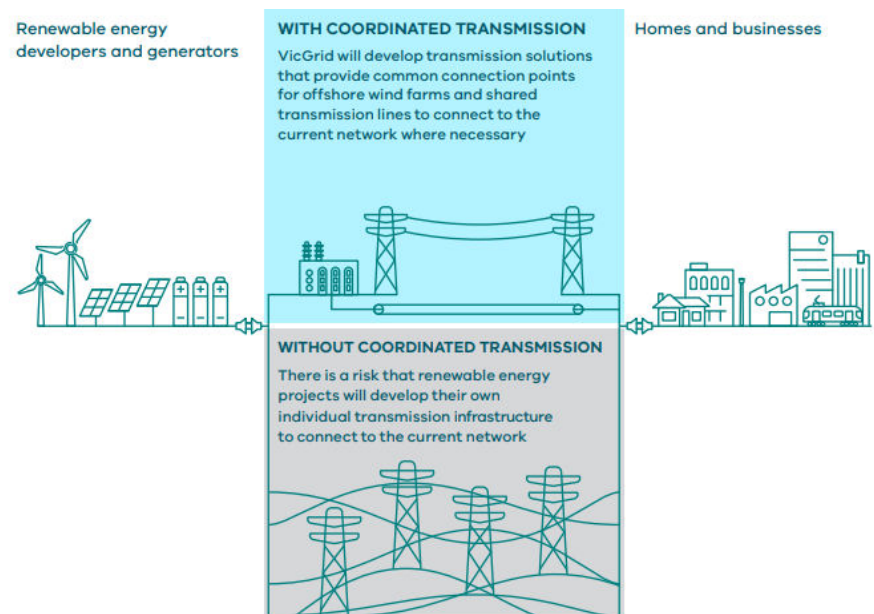 Renewable energy
developers and generators
WITH COORDINATED TRANSMISSION
VicGrid will develop transmission solutions
that provide common connection points
for offshore wind farms and shared
transmission lines to connect to the
current network where necessary
Homes and businesses
WITHOUT COORDINATED TRANSMISSION
There is a risk that renewable energy
projects will develop their own
individual transmission infrastructure
to connect to the current network